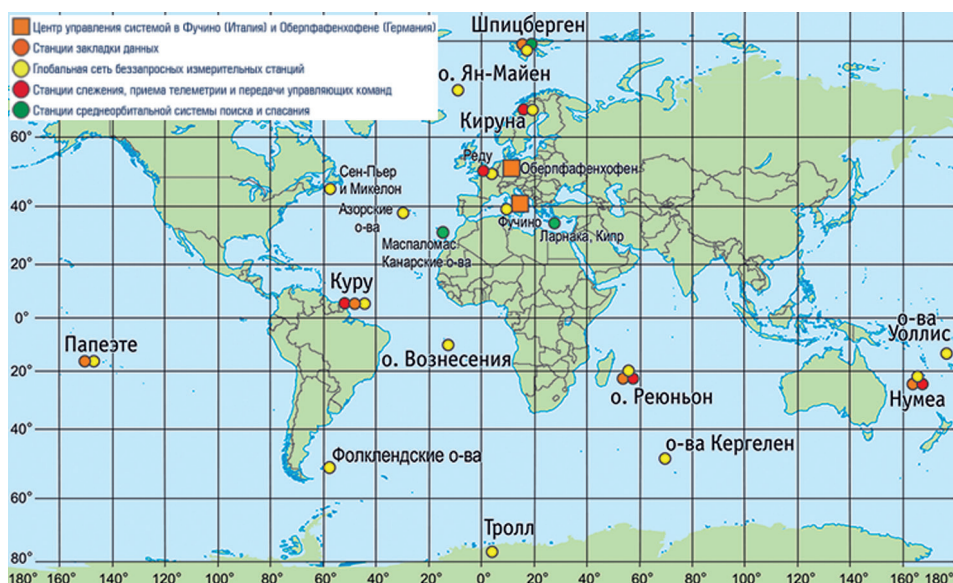 Центр управления системой в Фучино (Италия) и Оберпфафенхофене (Германия)
Станции закладки данных
Глобальная сеть беззапросных измерительных станций
Станции слежения, приема телеметрии и передачи управляющих команд
Станции среднеорбитальной системы поиска и спасания
Шпицберген
о. Ян-Майен
Кируна
60°
Реду
Оберпфафенхофен
Сен-Пьер
и Микелон
40°
Азорские
о-ва
Фучино
Ларнака, Кипр
Маспаломас
Канарские о-ва
20°
Куру
0°
о-ва
Уоллис
Папеэте
о. Вознесения
20°
о. Реюньон
Нумеа
40°
о-ва Кергелен
Фолклендские о-ва
60°
Тролл
80°
180° 160° 140° 120° 100° 80° 60° 40° 20° 0° 20° 40° 60° 80° 100° 120° 140° 160° 180°